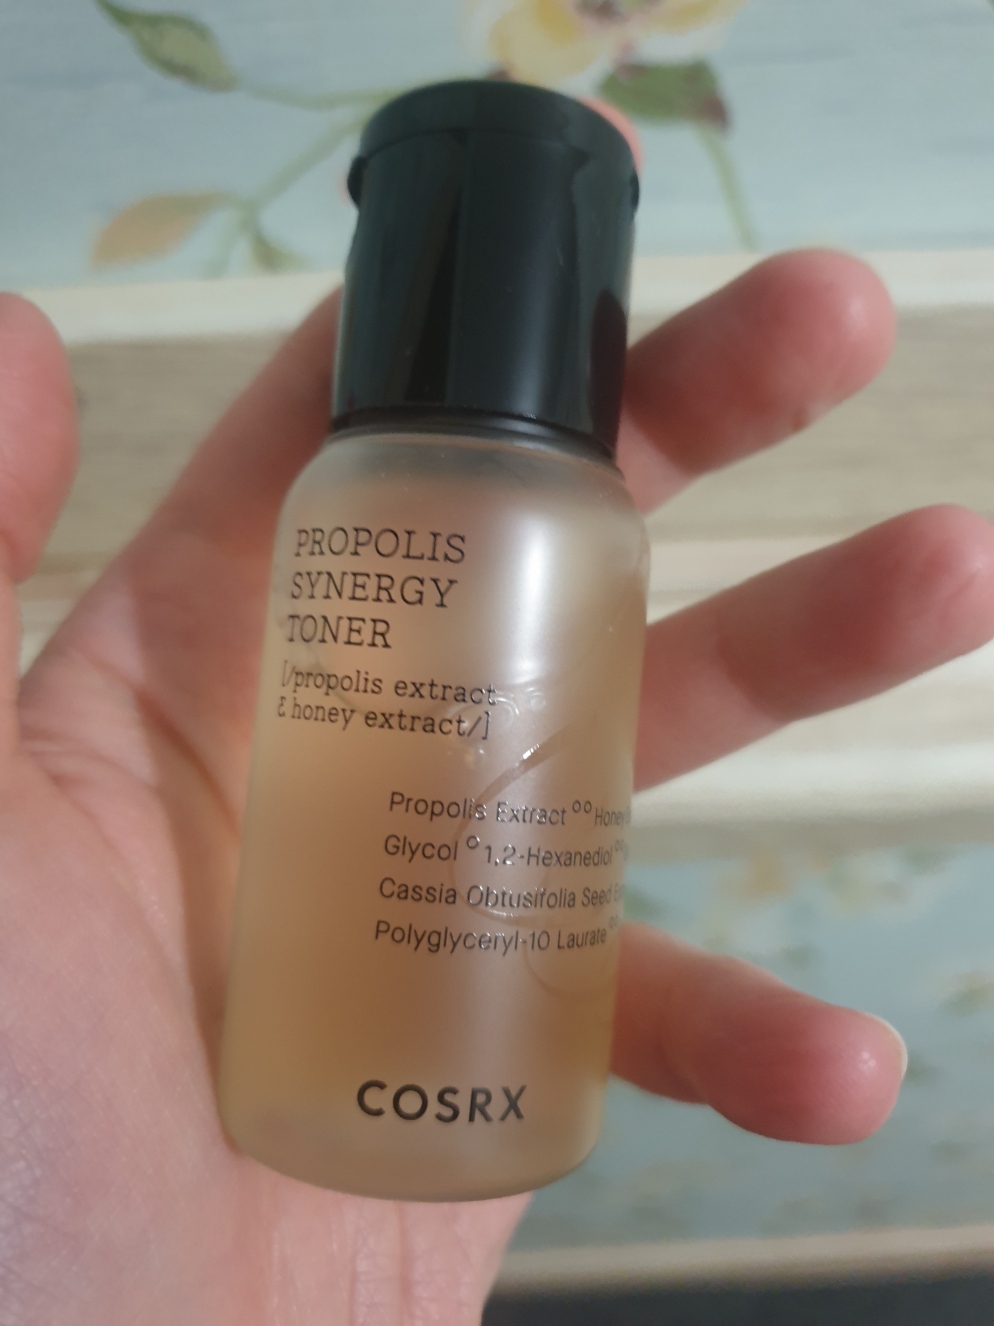 PROPOLIS
SYNERGY
TONER
[/propolis extract
& honey extract/]
Propolis Extract °° Honey
Glycol ° 1,2-Hexanediol °°
Cassia Obtusifolia Seed
Polyglyceryl-10 Laurate °°
COSRX